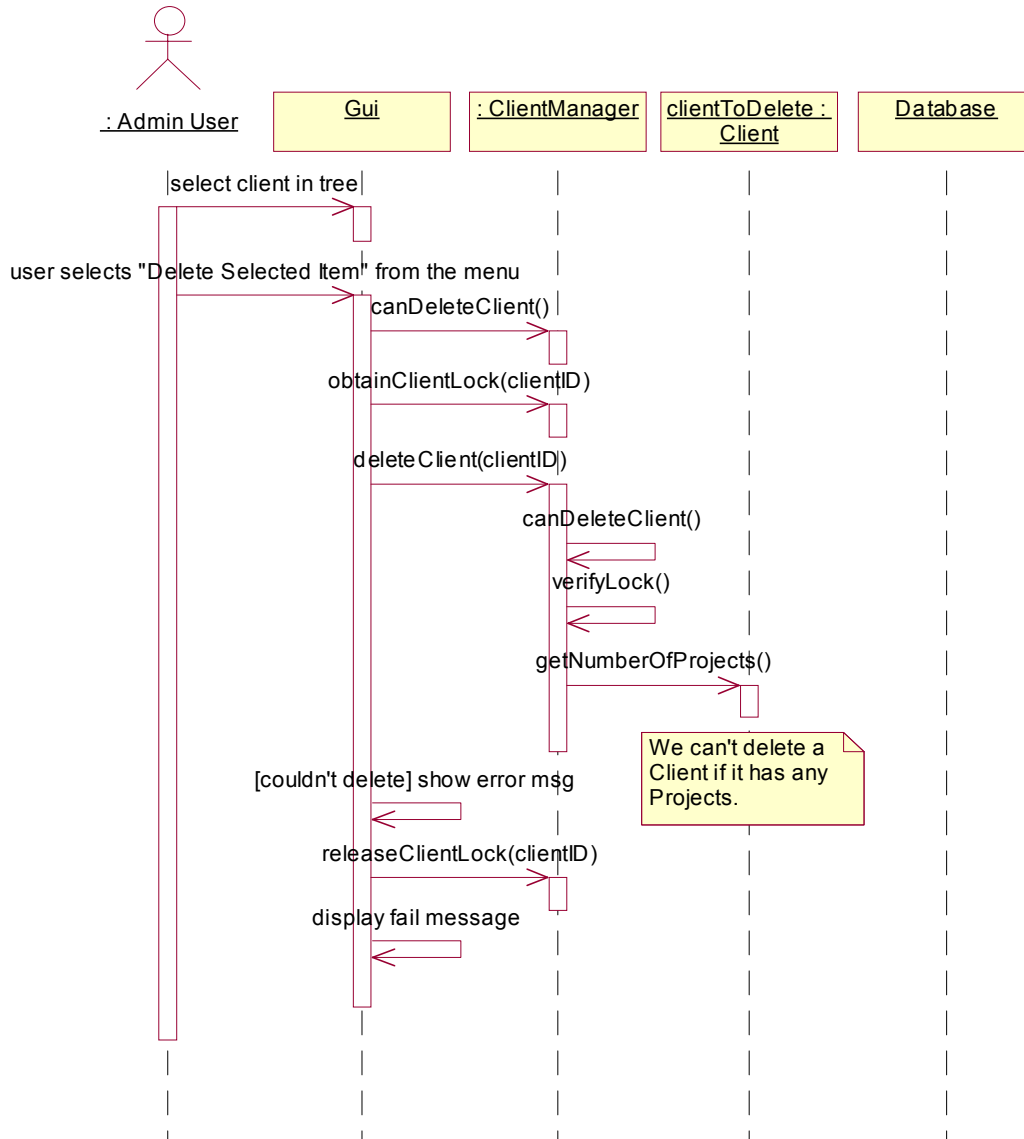 : Admin User
Gui
: ClientManager
clientToDelete :
Client
Database
select client in tree
user selects "Delete Selected Item" from the menu
canDeleteClient()
obtainClientLock(clientID)
deleteClient(clientID)
canDeleteClient()
verifyLock()
getNumberOfProjects()
We can't delete a
Client if it has any
Projects.
[couldn't delete] show error msg
releaseClientLock(clientID)
display fail message